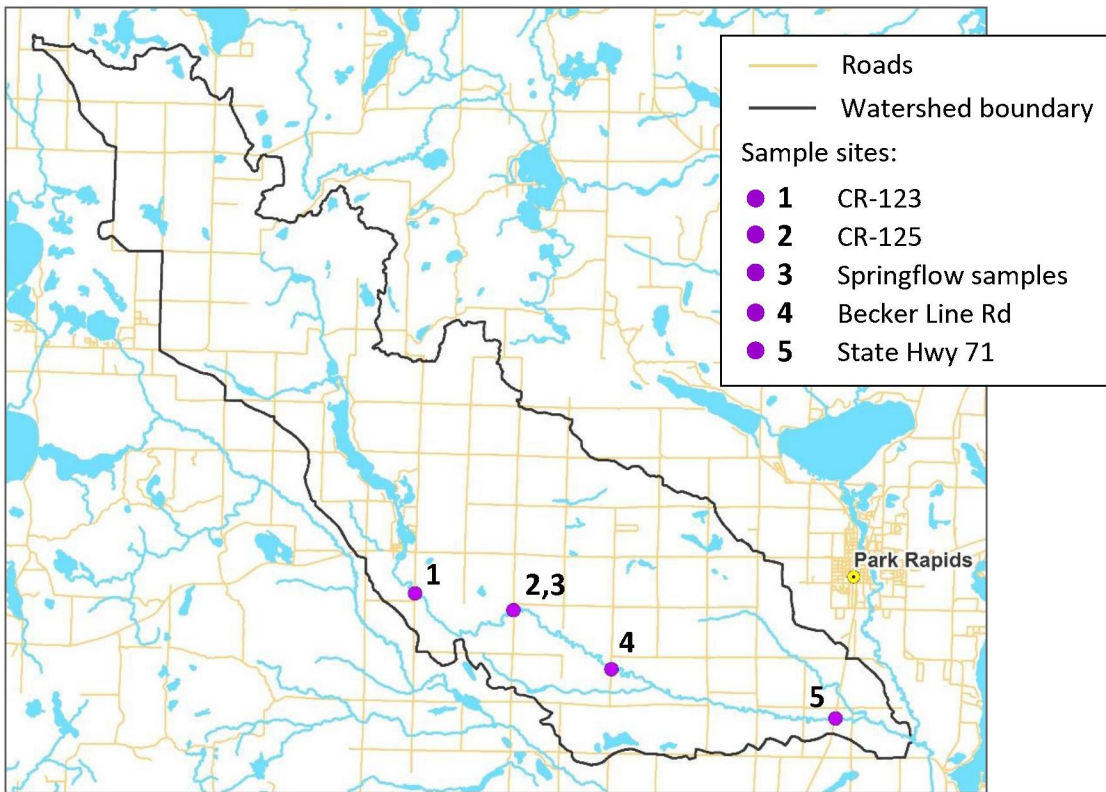 Roads
Watershed boundary
Sample sites:
1 CR-123
2 CR-125
3 Springflow samples
4 Becker Line Rd
5 State Hwy 71
Park Rapids
1
2,3
4
5